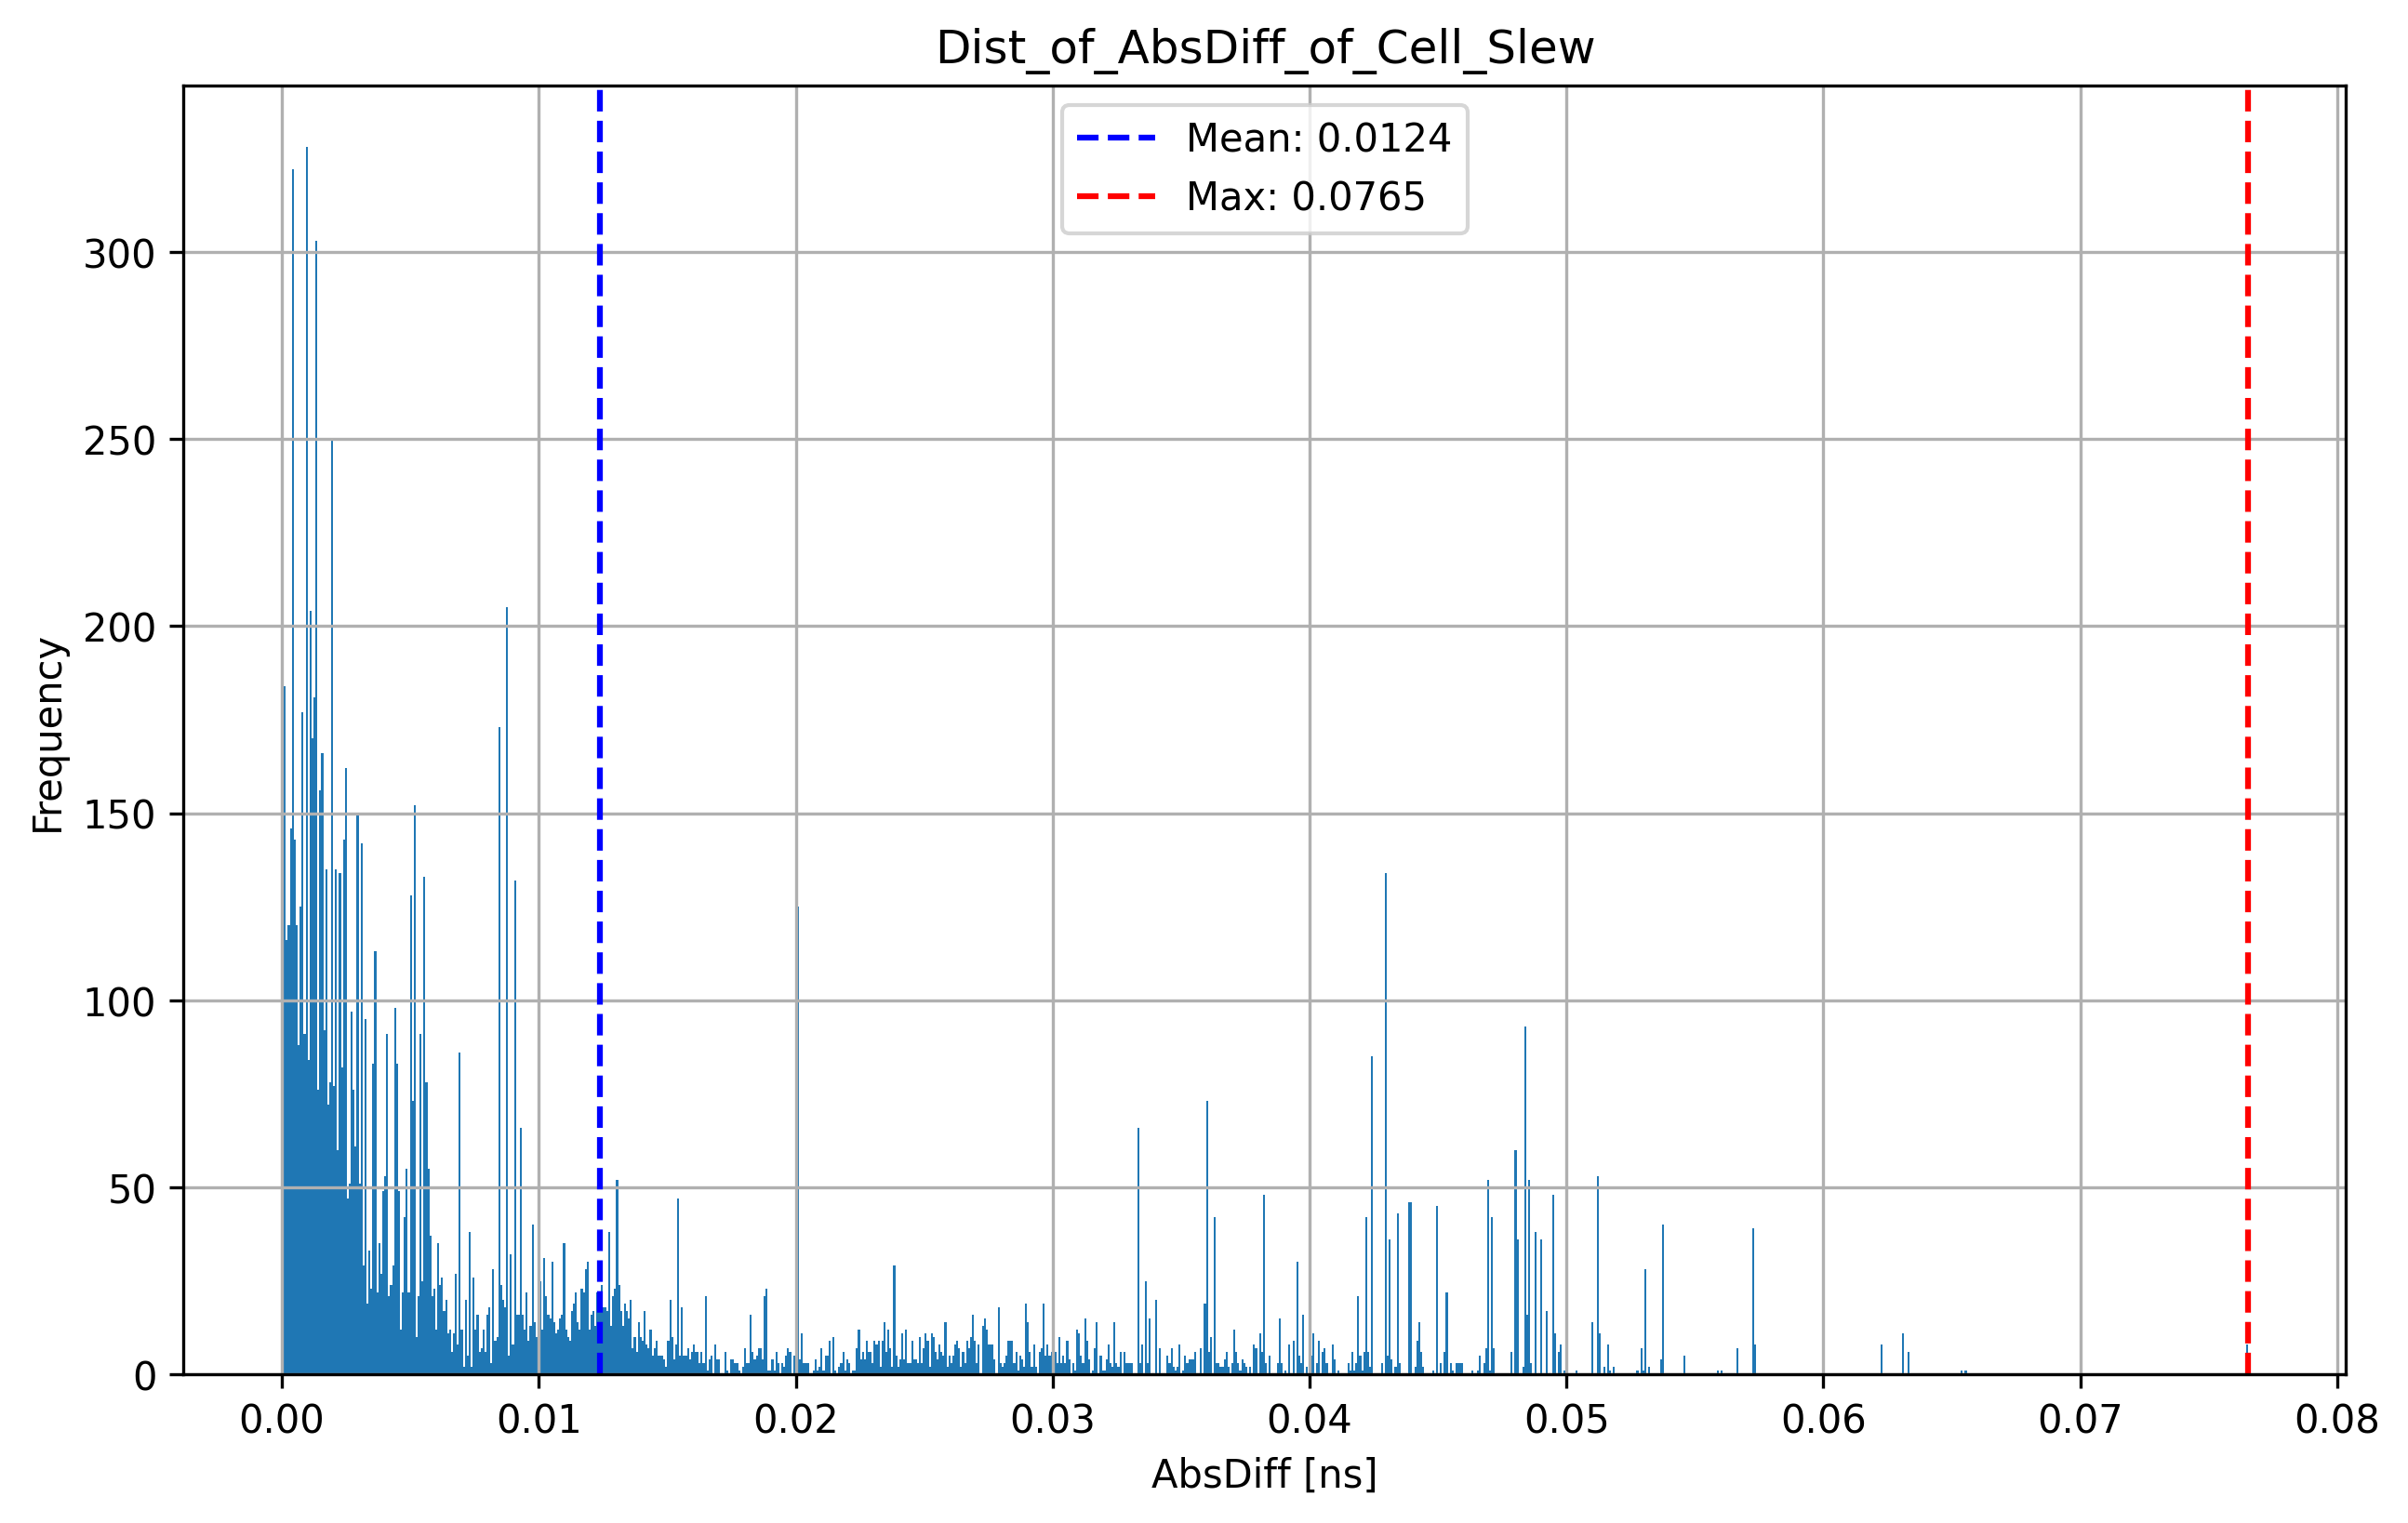 Dist_of_AbsDiff_of_Cell_Slew
Mean: 0.0124
Max: 0.0765
Frequency
300
250
200
150
100
50
0
0.00 0.01 0.02 0.03 0.04 0.05 0.06 0.07 0.08
AbsDiff [ns]